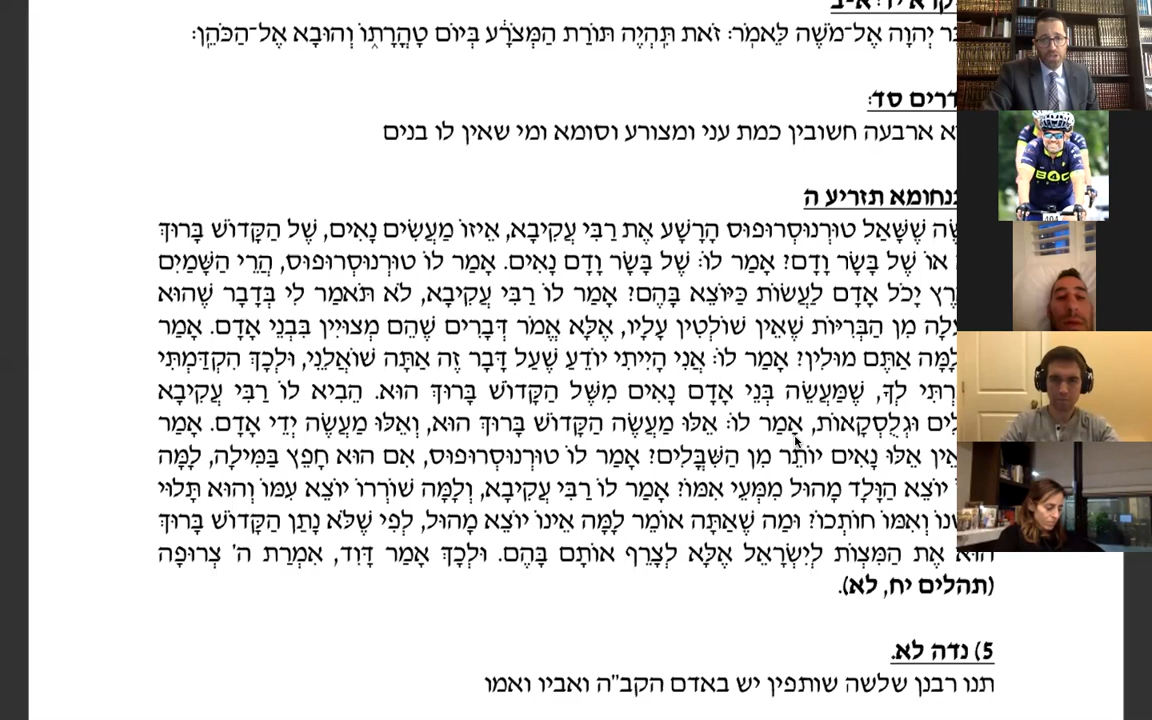 יְהוָה אֶל־מֹשֶׁה לֵּאמֹר: זֹאת תִּהְיֶה תּוֹרַת הַמְּצֹרָע בְּיוֹם טָהֳרָתוֹ וְהוּבָא אֶל־הַכֹּהֵן:
סד:
ארבעה חשובין כמת עני ומצורע וסומא ומי שאין לו בנים
תזריע ה
שֶׁשָּׁאַל טוּרְנוּסְרוּפוּס הָרָשָׁע אֶת רַבִּי עֲקִיבָא, אֵיזוֹ מַעֲשִׂים נָאִים, שֶׁל הַקָּדוֹשׁ בָּרוּךְ
אוֹ שֶׁל בָּשָׂר וָדָם? אָמַר לוֹ: שֶׁל בָּשָׂר וָדָם נָאִים. אָמַר לוֹ טוּרְנוּסְרוּפוּס, הֲרֵי הַשָּׁמַיִם
יָכֹל אָדָם לַעֲשׂוֹת כַּיּוֹצֵא בָּהֶם? אָמַר לוֹ רַבִּי עֲקִיבָא, לֹא תֹּאמַר לִי בְּדָבָר שֶׁהוּא
מִן הַבְּרִיּוֹת שֶׁאֵין שׁוֹלְטִין עָלָיו, אֶלָּא אֱמֹר דְּבָרִים שֶׁהֵם מְצוּיִין בִּבְנֵי אָדָם. אָמַר
לָמָּה אַתֶּם מוּלִין? אָמַר לוֹ: אֲנִי הָיִיתִי יוֹדֵעַ שֶׁעַל דָּבָר זֶה אַתָּה שׁוֹאֲלֵנִי, וּלְכָךְ הִקְדַּמְתִּי
לְךָ, שֶׁמַּעֲשֵׂה בְּנֵי אָדָם נָאִים מִשֶּׁל הַקָּדוֹשׁ בָּרוּךְ הוּא. הֵבִיא לוֹ רַבִּי עֲקִיבָא
וּגְלֻסְקָאוֹת, אָמַר לוֹ: אֵלּוּ מַעֲשֵׂה הַקָּדוֹשׁ בָּרוּךְ הוּא, וְאֵלּוּ מַעֲשֵׂה יְדֵי אָדָם. אָמַר
אֵין אֵלּוּ נָאִים יוֹתֵר מִן הַשִּׁבֳּלִים? אָמַר לוֹ טוּרְנוּסְרוּפוּס, אִם הוּא חָפֵץ בַּמִּילָה, לָמָּה
יוֹצֵא הַוָּלָד מָהוּל מִמְּעֵי אִמּוֹ? אָמַר לוֹ רַבִּי עֲקִיבָא, וְלָמָּה שׁוֹרְרוֹ יוֹצֵא עִמּוֹ וְהוּא תָּלוּי
וְאִמּוֹ חוֹתְכוֹ? וּמַה שֶּׁאַתָּה אוֹמֵר לָמָּה אֵינוֹ יוֹצֵא מָהוּל, לְפִי שֶׁלֹּא נָתַן הַקָּדוֹשׁ בָּרוּךְ
הוּא אֶת הַמִּצְוֹת לְיִשְׂרָאֵל אֶלָּא לְצָרֵף אוֹתָם בָּהֶם. וּלְכָךְ אָמַר דָּוִד, אִמְרַת ה' צְרוּפָה
(תהלים יח, לא).
5) נדה לא.
תנו רבנן שלשה שותפין יש באדם הקב"ה ואביו ואמו